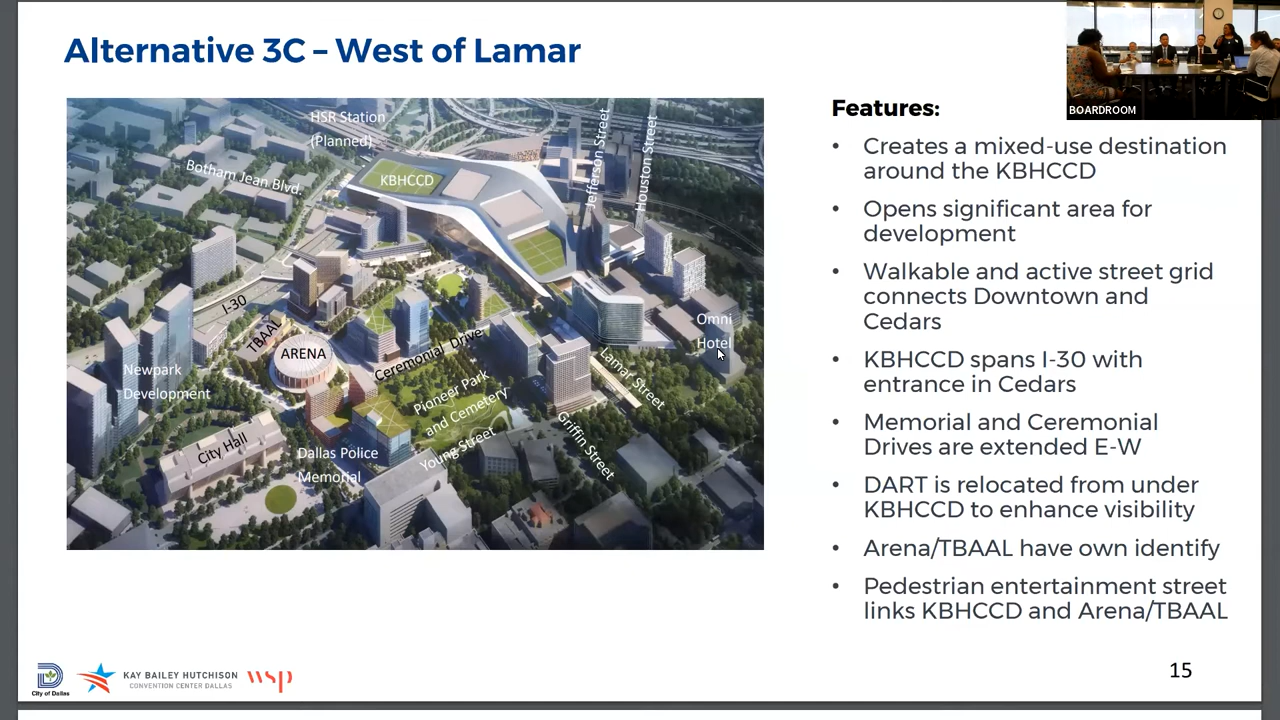 Alternative 3C – West of Lamar
BOARDROOM
HSR Station
(Planned)
Botham Jean Blvd.
KBHCCD
Jefferson Street
Houston Street
I-30
TBAAL
ARENA
Ceremonial Drive
Omni
Hotel
Newpark
Development
Pioneer Park
and Cemetery
Lamar Street
City Hall
Dallas Police
Memorial
Young Street
Griffin Street
Features:
• Creates a mixed-use destination
around the KBHCCD
• Opens significant area for
development
• Walkable and active street grid
connects Downtown and
Cedars
• KBHCCD spans I-30 with
entrance in Cedars
• Memorial and Ceremonial
Drives are extended E-W
• DART is relocated from under
KBHCCD to enhance visibility
• Arena/TBAAL have own identify
• Pedestrian entertainment street
links KBHCCD and Arena/TBAAL
City of Dallas
KAY BAILEY HUTCHISON
CONVENTION CENTER DALLAS
wsp
15